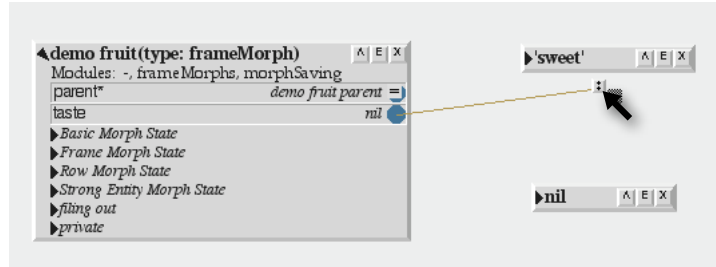 demo fruit(type: frameMorph) ʌ E X
Modules: -, frameMorphs, morphSaving
parent* demo fruit parent =
taste nil
Basic Morph State
Frame Morph State
Row Morph State
Strong Entity Morph State
filing out
private
'sweet' ʌ E X
:
nil ʌ E X